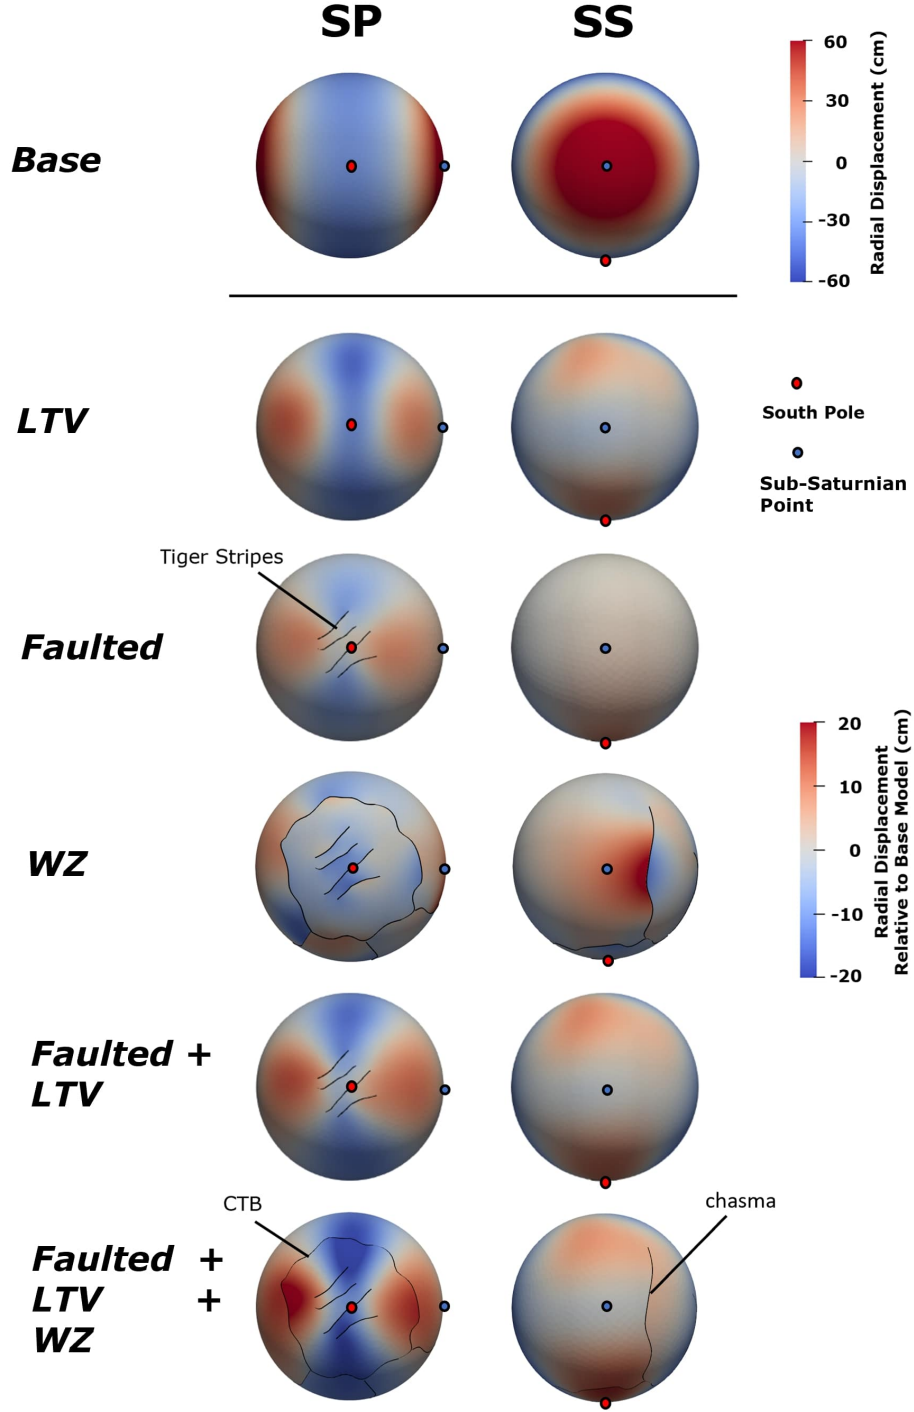 SP
SS
60
30
0
-30
-60
Radial Displacement (cm)
Base
LTV
South Pole
Sub-Saturnian
Point
Tiger Stripes
Faulted
20
10
0
-10
-20
Radial Displacement
Relative to Base Model (cm)
WZ
Faulted +
LTV
CTB
chasma
Faulted +
LTV +
WZ